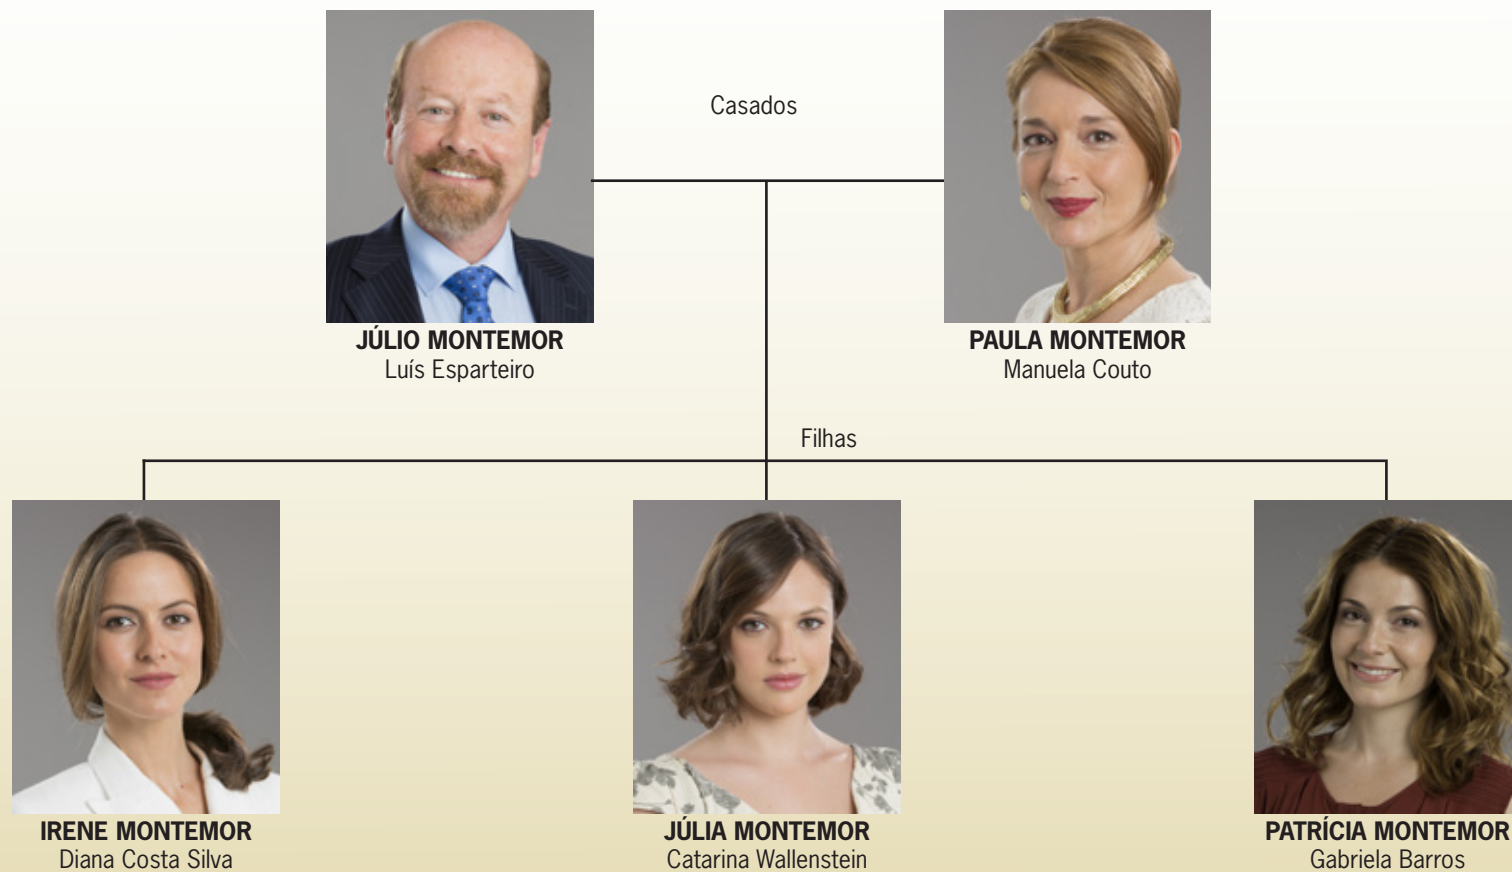 Casados
JÚLIO MONTEMOR
Luís Esparteiro
PAULA MONTEMOR
Manuela Couto
Filhas
IRENE MONTEMOR
Diana Costa Silva
JÚLIA MONTEMOR
Catarina Wallenstein
PATRÍCIA MONTEMOR
Gabriela Barros